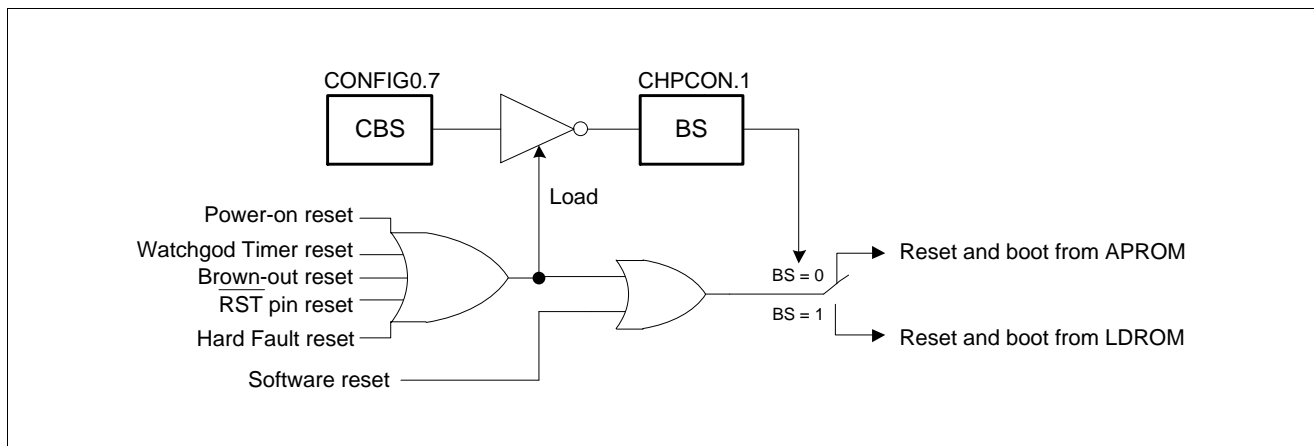 CONFIG0.7
CHPCON.1
CBS
BS
Load
Power-on reset
Watchgod Timer reset
Brown-out reset
RST pin reset
Hard Fault reset
Software reset
BS = 0
BS = 1
Reset and boot from APROM
Reset and boot from LDROM